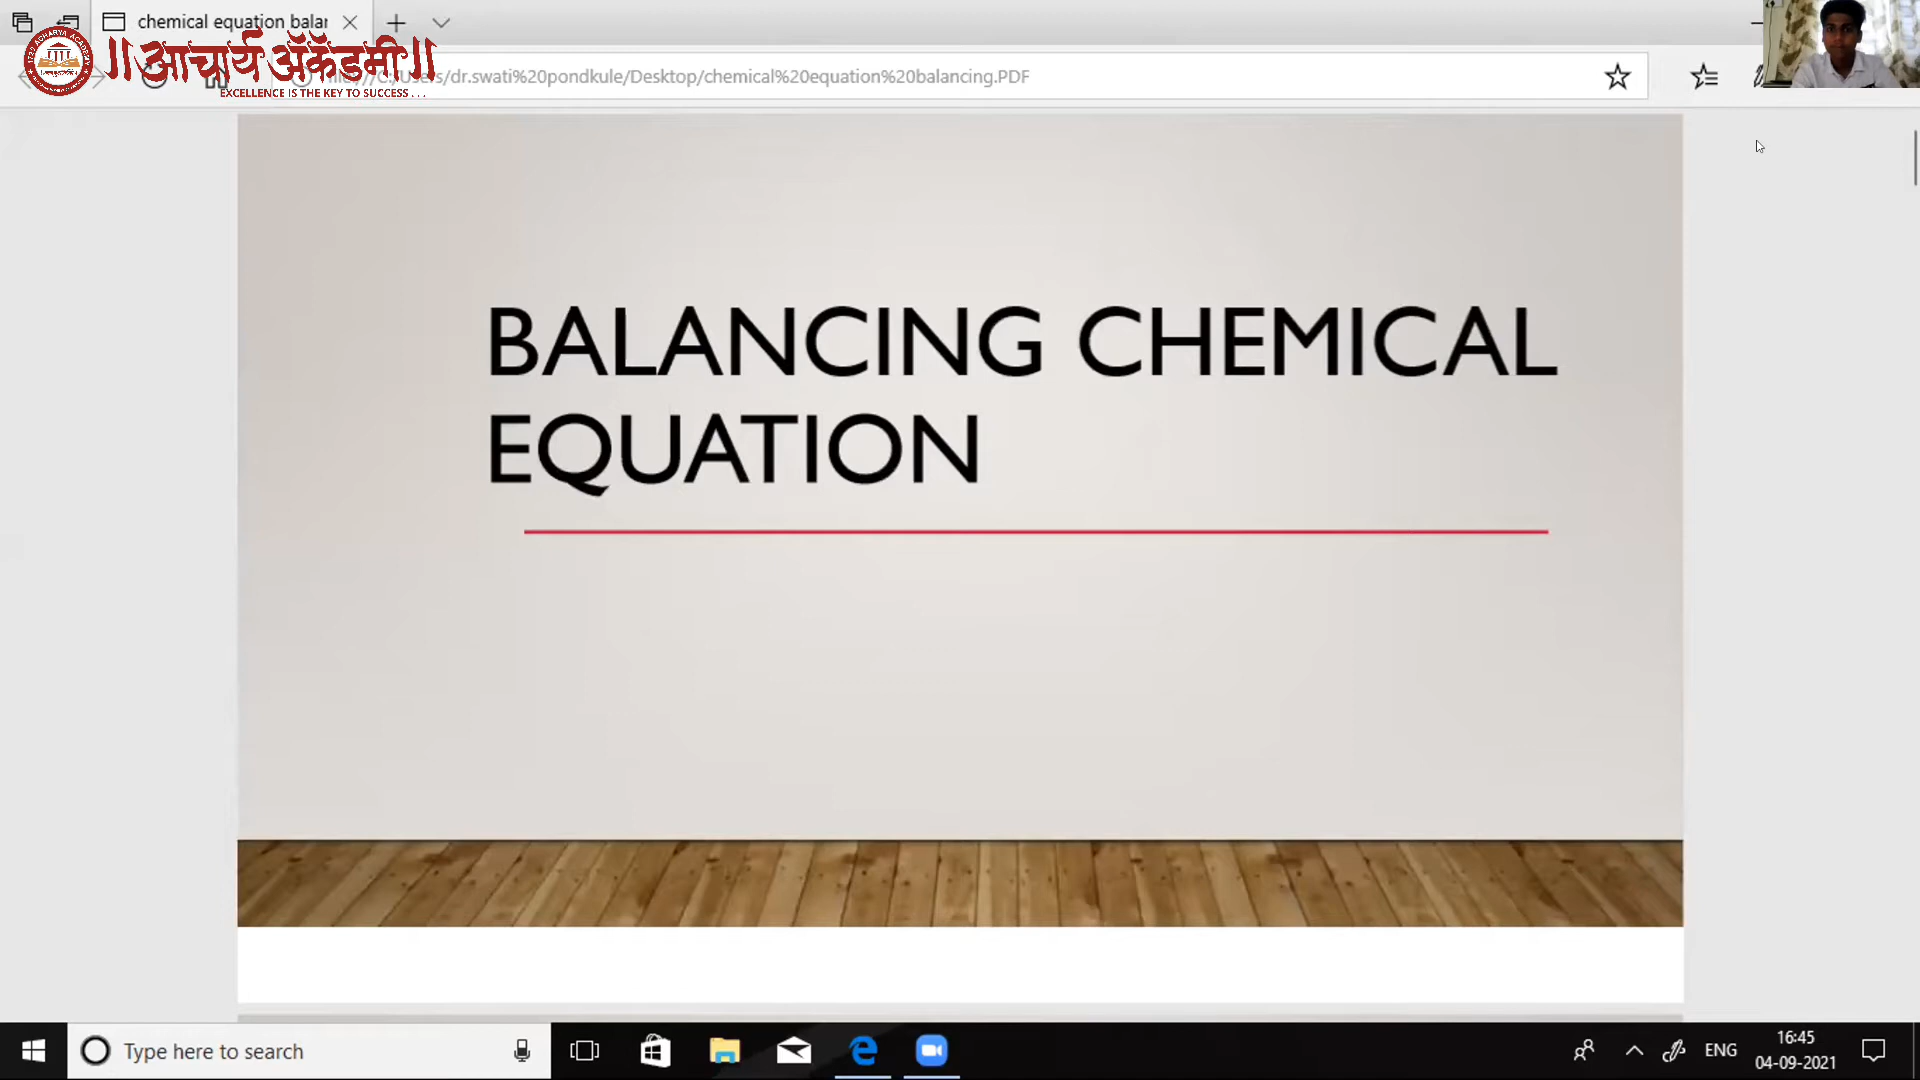 chemical equation balar
॥ आचार्य ॲकॅडमी ॥
EXCELLENCE IS THE KEY TO SUCCESS . . .
/dr.swati%20pondkule/Desktop/chemical%20equation%20balancing.PDF
BALANCING CHEMICAL
EQUATION
Type here to search
ENG
16:45
04-09-2021